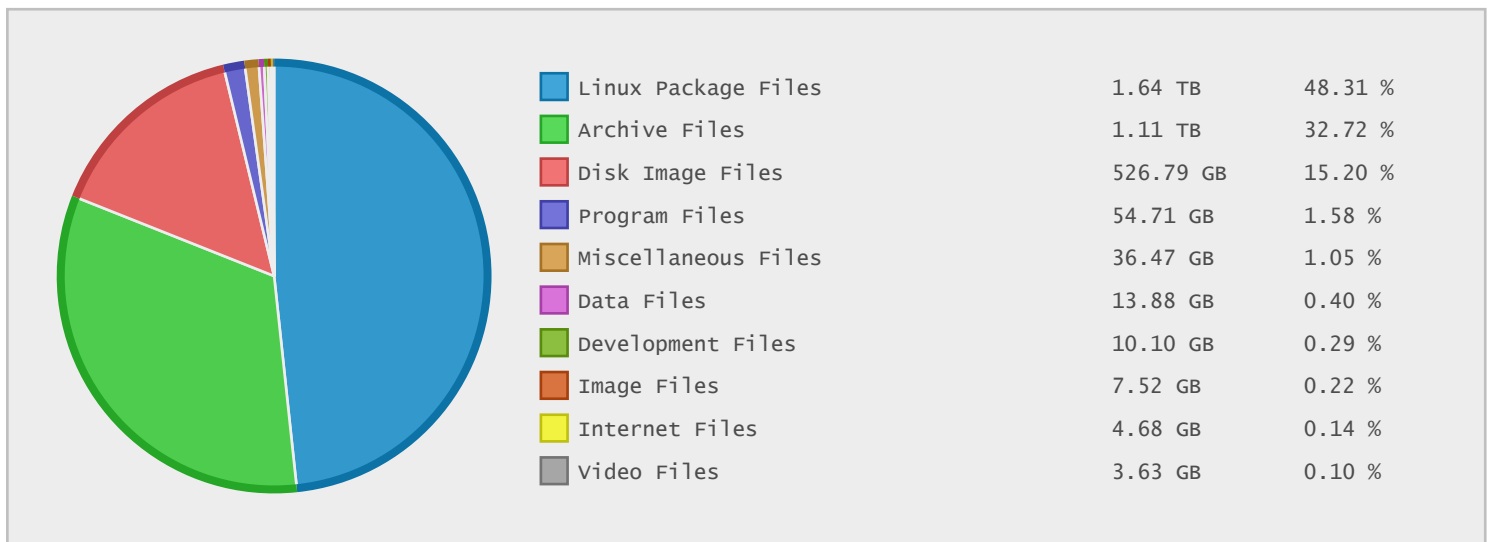 Linux Package Files 1.64 TB 48.31 %
Archive Files 1.11 TB 32.72 %
Disk Image Files 526.79 GB 15.20 %
Program Files 54.71 GB 1.58 %
Miscellaneous Files 36.47 GB 1.05 %
Data Files 13.88 GB 0.40 %
Development Files 10.10 GB 0.29 %
Image Files 7.52 GB 0.22 %
Internet Files 4.68 GB 0.14 %
Video Files 3.63 GB 0.10 %